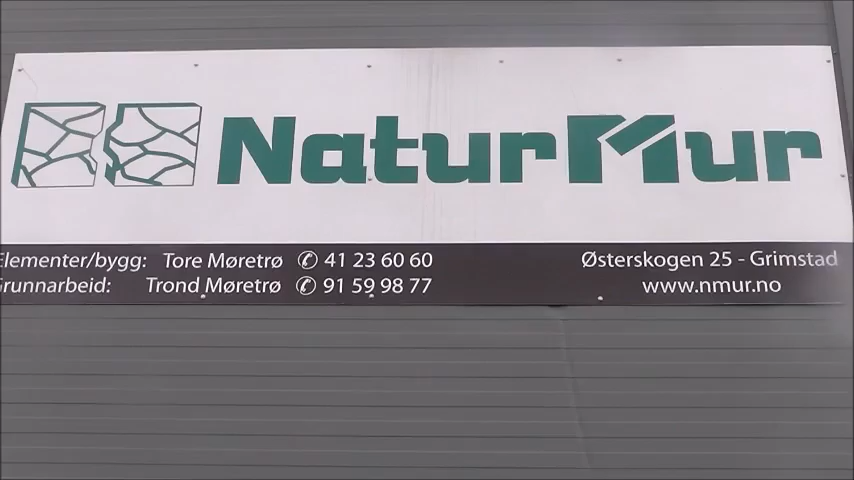 NaturMur
Elementer/bygg: Tore Møretrø ✆ 41 23 60 60
Grunnarbeid: Trond Møretrø ✆ 91 59 98 77
Østerskogen 25 - Grimstad
www.nmur.no